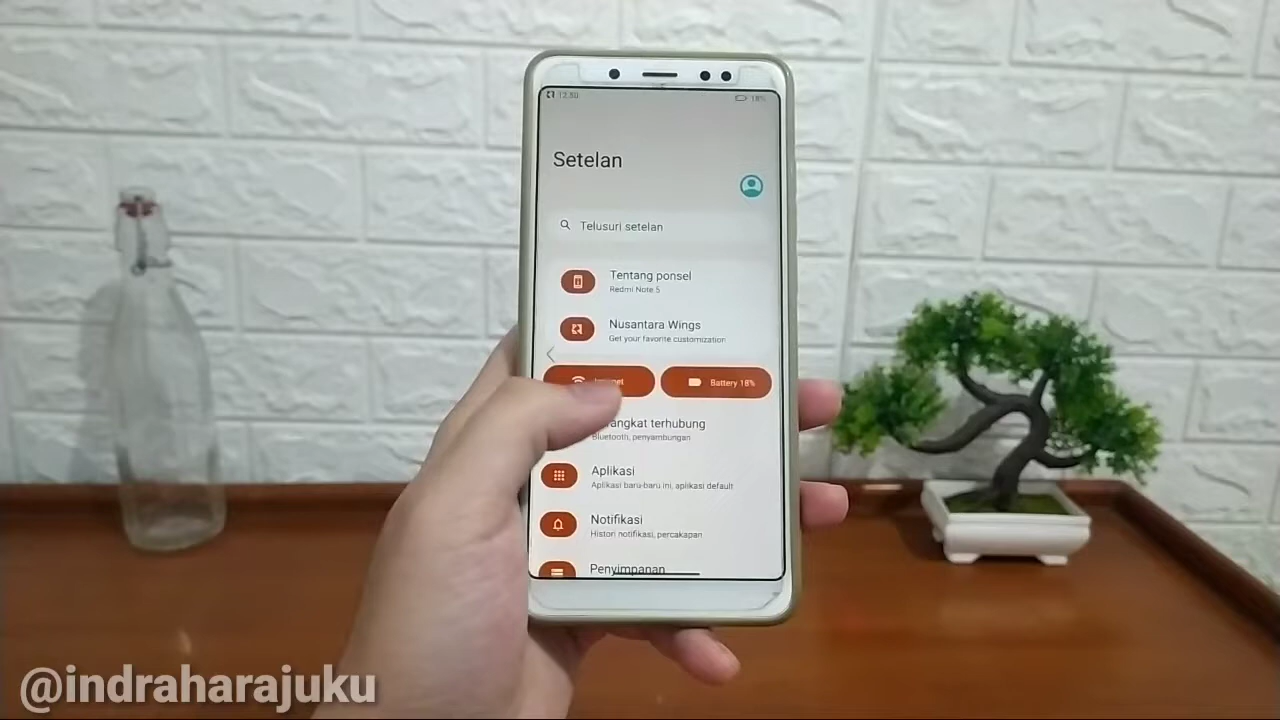 12.50
18%
Setelan
Telusuri setelan
Tentang ponsel
Redmi Note 5
Nusantara Wings
Get your favorite customization
Battery 18%
angkat terhubung
Bluetooth, penyambungan
Aplikasi
Aplikasi baru-baru ini, aplikasi default
Notifikasi
Histori notifikasi, percakapan
Penyimpanan
@indraharajuku